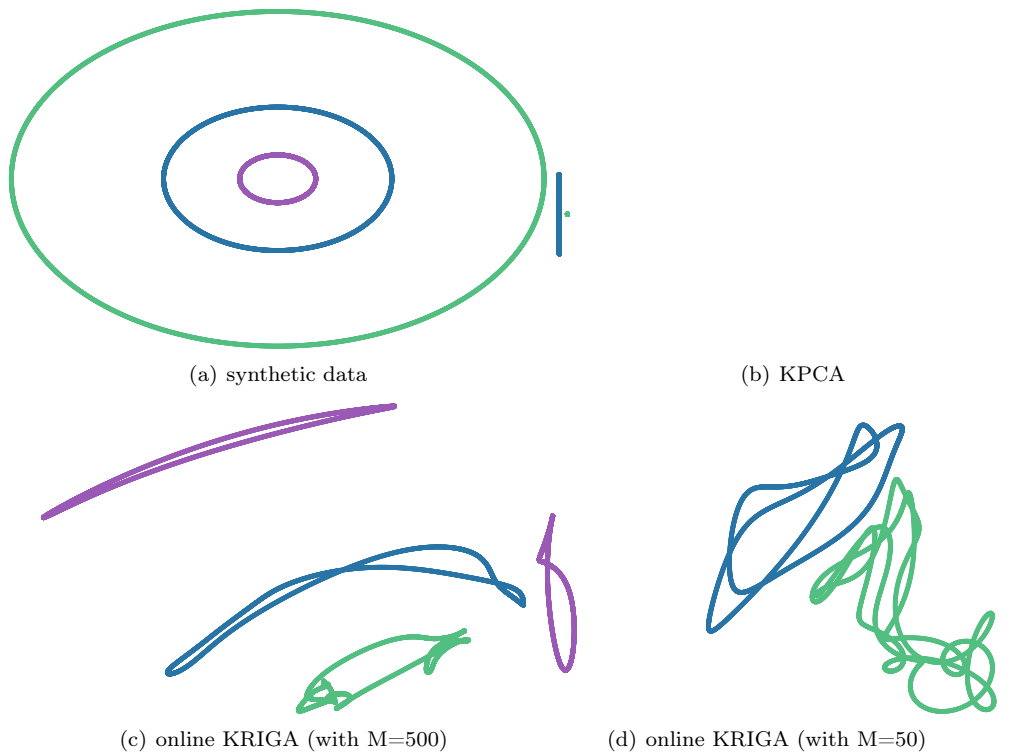 (a) synthetic data
(b) KPCA
(c) online KRIGA (with M=500)
(d) online KRIGA (with M=50)